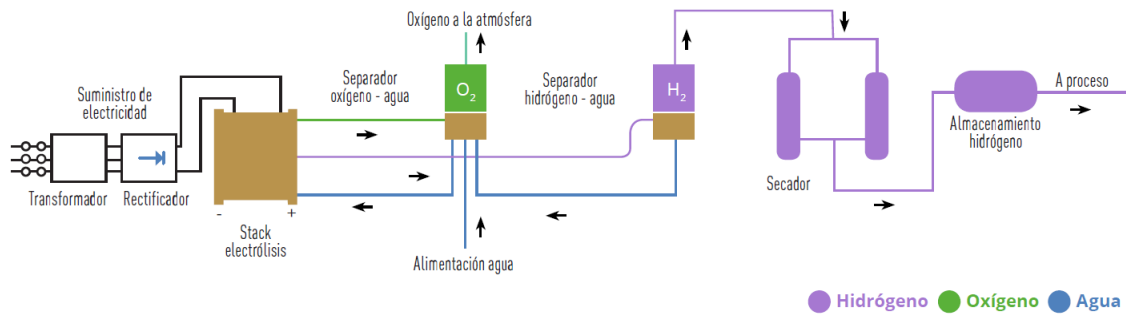 Oxígeno a la atmósfera
Suministro de
electricidad
Separador
oxígeno - agua
O2
Separador
hidrógeno - agua
H2
A proceso
Almacenamiento
hidrógeno
Transformador
Rectificador
Secador
- +
Stack
electrólisis
Alimentación agua
Hidrógeno Oxígeno Agua